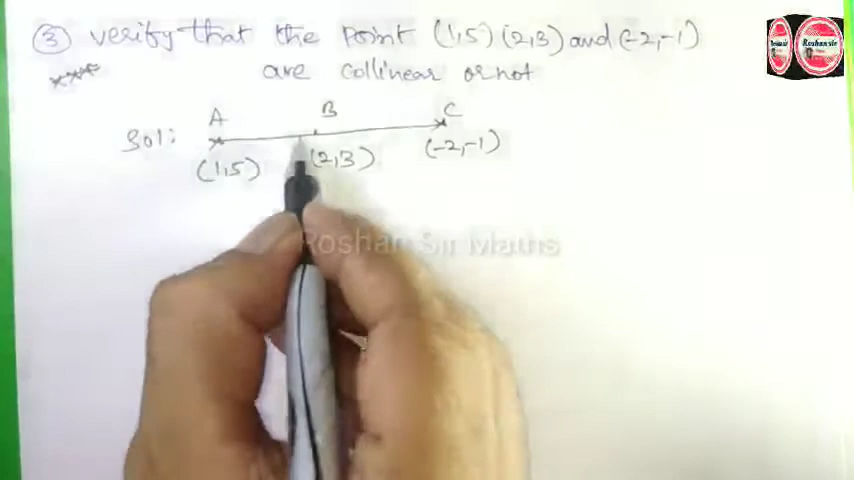 ③ verify that the point (1,5) (2,3) and (-2,-1)
are collinear or not
A B C
Sol:
(1,5) (2,3) (-2,-1)
Roshan Sir Maths